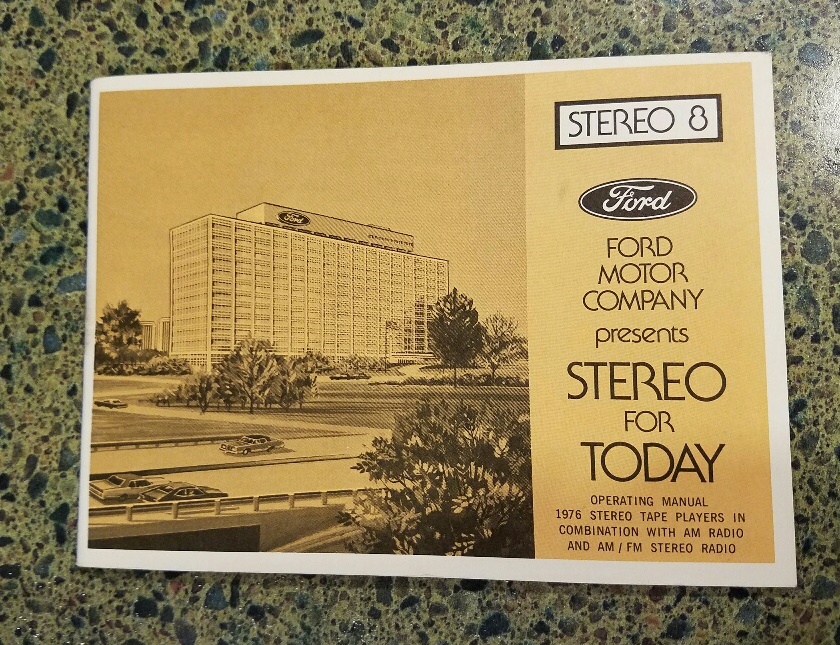 STEREO 8
Ford
Ford
FORD
MOTOR
COMPANY
presents
STEREO
FOR
TODAY
OPERATING MANUAL
1976 STEREO TAPE PLAYERS IN
COMBINATION WITH AM RADIO
AND AM/FM STEREO RADIO